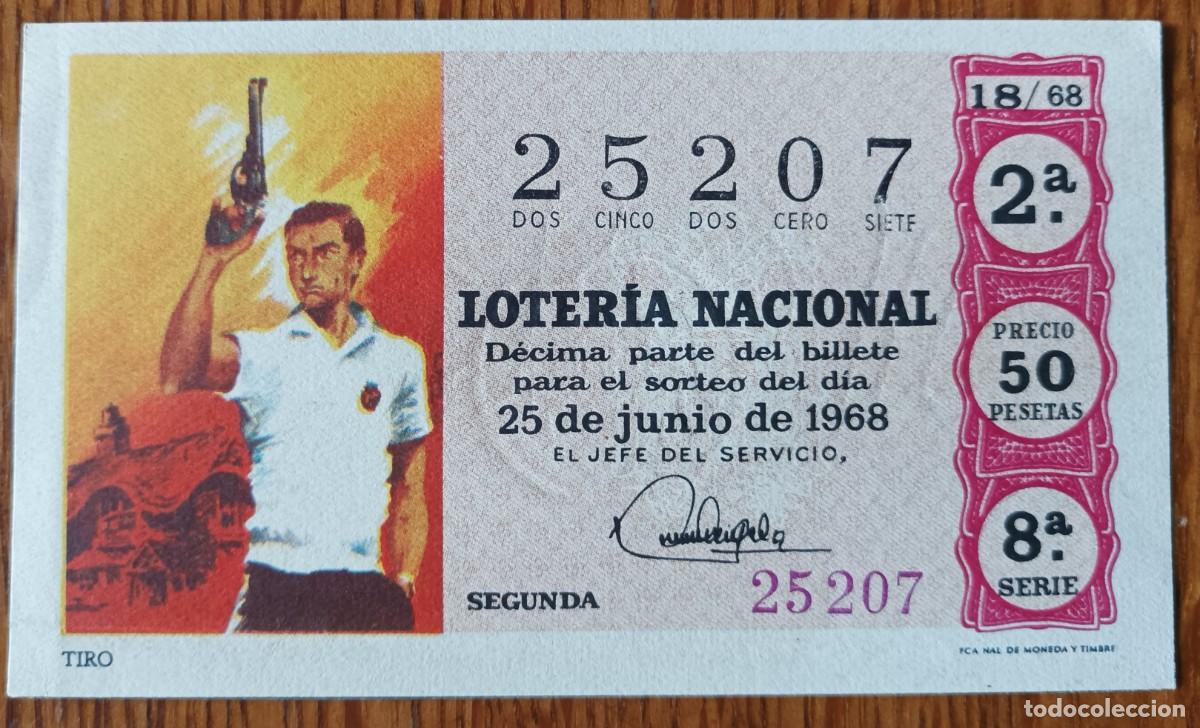 18/68
25207
DOS CINCO DOS CERO SIETE
2.ª
LOTERÍA NACIONAL
Décima parte del billete
para el sorteo del día
25 de junio de 1968
EL JEFE DEL SERVICIO,
PRECIO
50
PESETAS
SEGUNDA
25207
8.ª
SERIE
TIRO
FCA NAL DE MONEDA Y TIMBRE
todocoleccion